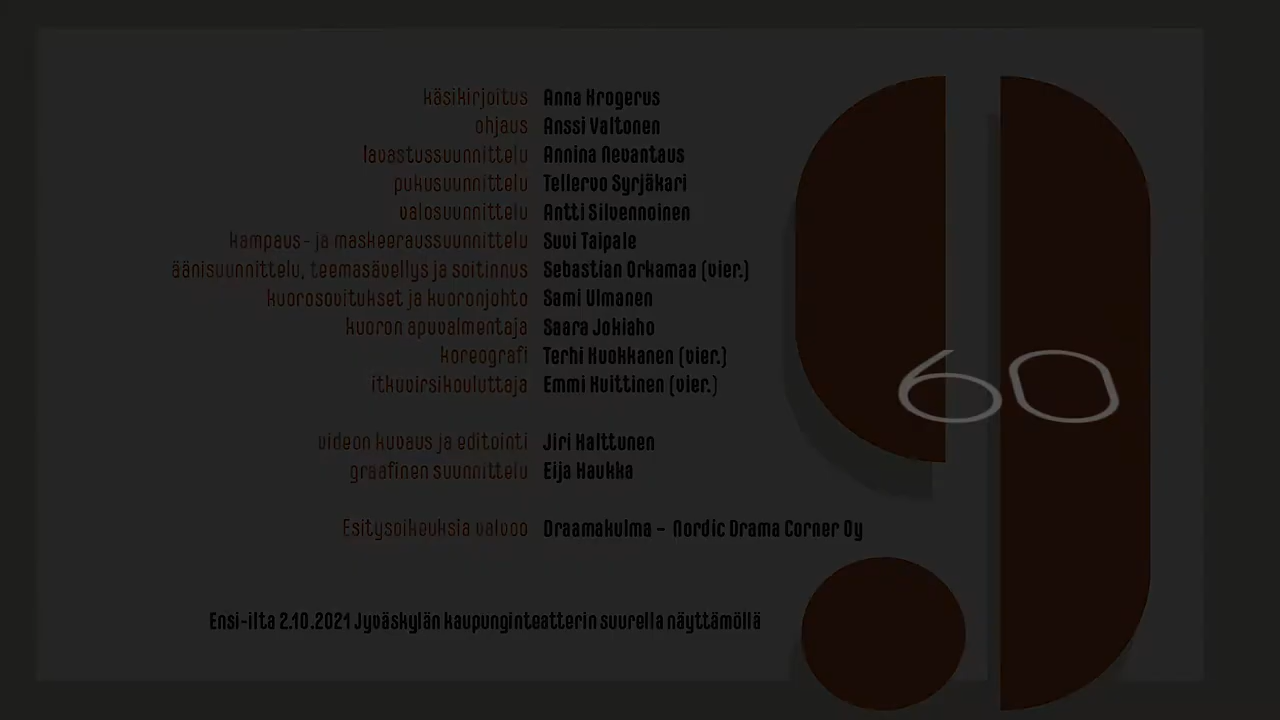 käsikirjoitus Anna Krogerus
ohjaus Anssi Valtonen
lavastussuunnittelu Annina Nevantaus
pukusuunnittelu Tellervo Syrjäkari
valosuunnittelu Antti Silvennoinen
kampaus- ja maskeeraussuunnittelu Suvi Taipale
äänisuunnittelu, teemasävellys ja soitinnus Sebastian Orkamaa (vier.)
kuorosovitukset ja kuoronjohto Sami Ulmanen
kuoron apuvalmentaja Saara Jokiaho
koreografi Terhi Kuokkanen (vier.)
itkuvirsikouluttaja Emmi Kuittinen (vier.)
videon kuvaus ja editointi Jiri Halttunen
graafinen suunnittelu Eija Haukka
Esitysoikeuksia valvoo Draamakulma – Nordic Drama Corner Oy
Ensi-ilta 2.10.2021 Jyväskylän kaupunginteatterin suurella näyttämöllä
9
60